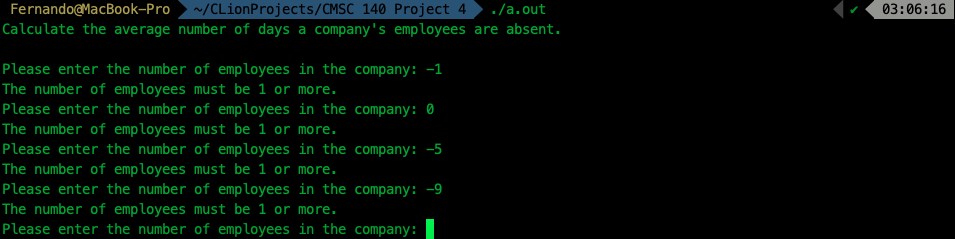 Fernando@MacBook-Pro ~/CLionProjects/CMSC 140 Project 4 ./a.out ✔ 03:06:16
Calculate the average number of days a company's employees are absent.
Please enter the number of employees in the company: -1
The number of employees must be 1 or more.
Please enter the number of employees in the company: 0
The number of employees must be 1 or more.
Please enter the number of employees in the company: -5
The number of employees must be 1 or more.
Please enter the number of employees in the company: -9
The number of employees must be 1 or more.
Please enter the number of employees in the company: